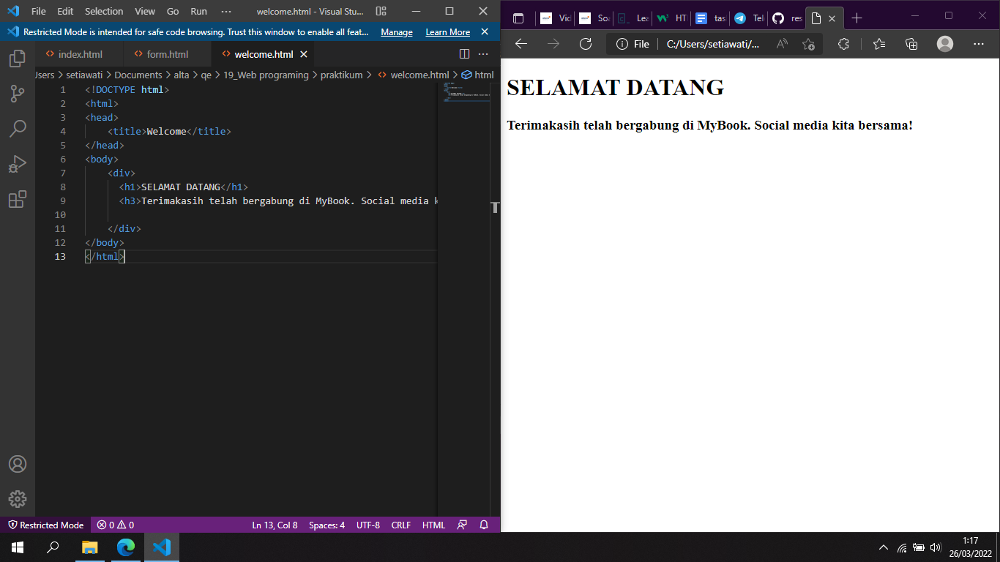 File Edit Selection View Go Run ··· welcome.html - Visual Stu...
Restricted Mode is intended for safe code browsing. Trust this window to enable all feat... Manage Learn More
index.html form.html welcome.html
Users > setiawati > Documents > alta > qe > 19_Web programing > praktikum > welcome.html > html
1 <!DOCTYPE html>
2 <html>
3 <head>
4 <title>Welcome</title>
5 </head>
6 <body>
7 <div>
8 <h1>SELAMAT DATANG</h1>
9 <h3>Terimakasih telah bergabung di MyBook. Social media k
10
11 </div>
12 </body>
13 </html>
Restricted Mode 0 0 Ln 13, Col 8 Spaces: 4 UTF-8 CRLF HTML
Vid Soa Lea HT tas Tel res
File C:/Users/setiawati/...
SELAMAT DATANG
Terimakasih telah bergabung di MyBook. Social media kita bersama!
1:17
26/03/2022